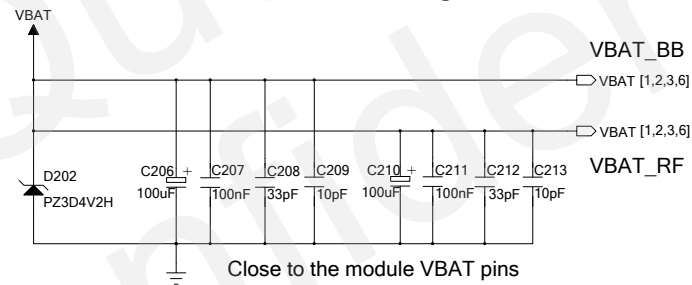 VBAT
VBAT_BB
VBAT [1,2,3,6]
VBAT [1,2,3,6]
VBAT_RF
D202
PZ3D4V2H
C206 +
100uF
C207
100nF
C208
33pF
C209
10pF
C210 +
100uF
C211
100nF
C212
33pF
C213
10pF
Close to the module VBAT pins